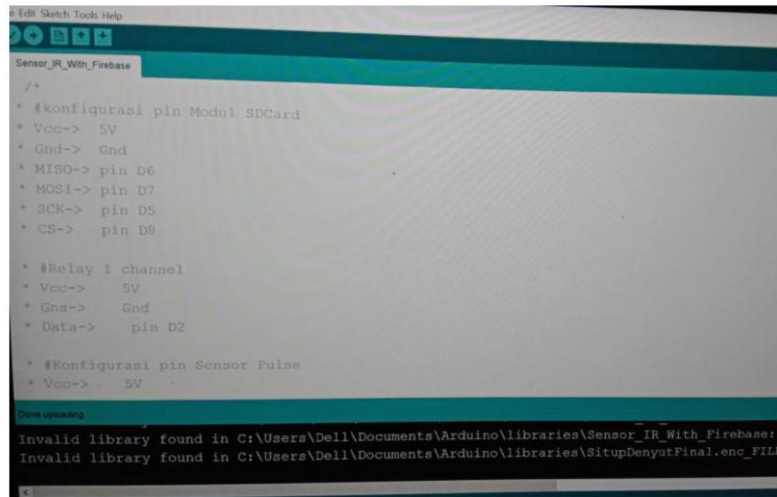 e Edit Sketch Tools Help
Sensor_IR_With_Firebase
/*
* #konfigurasi pin Modul SDCard
* Vcc-> 5V
* Gnd-> Gnd
* MISO-> pin D6
* MOSI-> pin D7
* SCK-> pin D5
* CS-> pin D8
* #Relay 1 channel
* Vcc-> 5V
* Gns-> Gnd
* Data-> pin D2
* #Konfigurasi pin Sensor Pulse
* Vcc-> 5V
Done uploading.
Invalid library found in C:\Users\Dell\Documents\Arduino\libraries\Sensor_IR_With_Firebase:
Invalid library found in C:\Users\Dell\Documents\Arduino\libraries\SitupDenyutFinal.enc_FIL